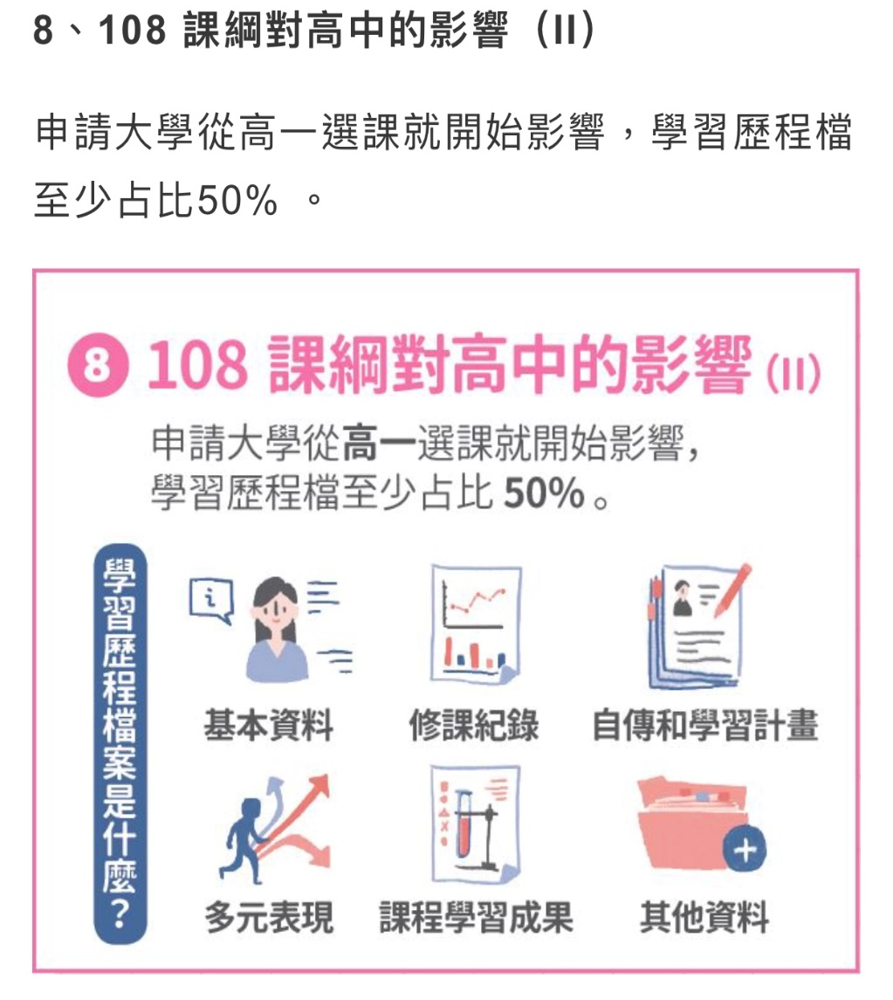 8、108 課綱對高中的影響（II）
申請大學從高一選課就開始影響，學習歷程檔
至少占比50% 。
8 108 課綱對高中的影響 (II)
申請大學從高一選課就開始影響，
學習歷程檔至少占比 50%。
學習歷程檔案是什麼？
i
基本資料
修課紀錄
自傳和學習計畫
多元表現
課程學習成果
其他資料